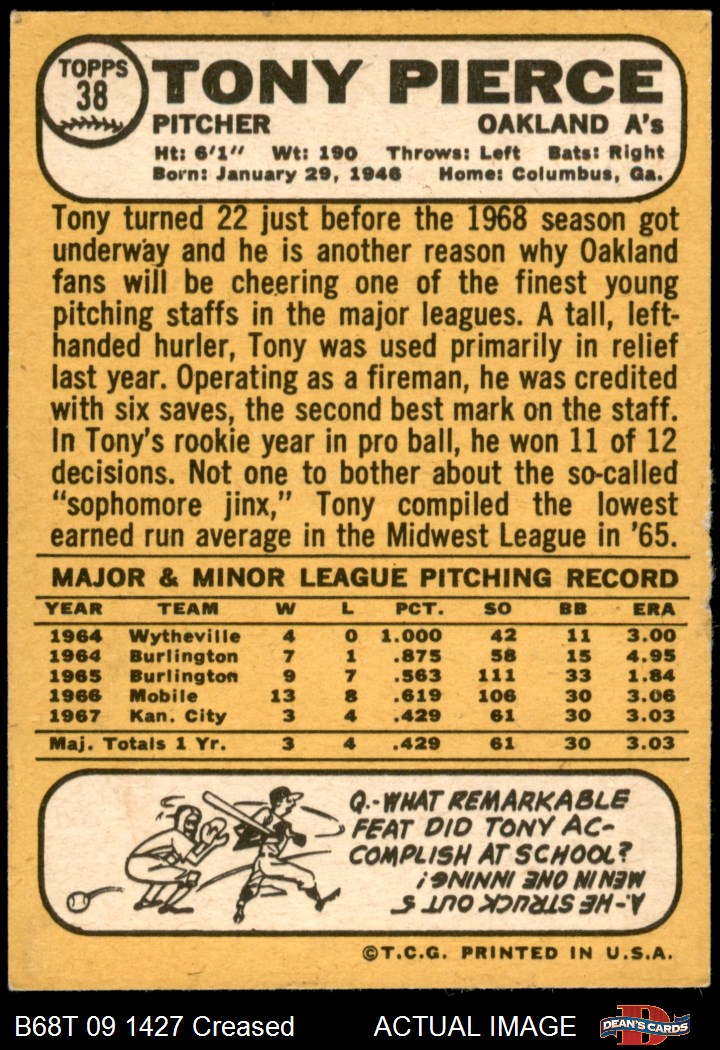 TOPPS
38
TONY PIERCE
PITCHER OAKLAND A's
Ht: 6'1" Wt: 190 Throws: Left Bats: Right
Born: January 29, 1946 Home: Columbus, Ga.
Tony turned 22 just before the 1968 season got
underway and he is another reason why Oakland
fans will be cheering one of the finest young
pitching staffs in the major leagues. A tall, left-
handed hurler, Tony was used primarily in relief
last year. Operating as a fireman, he was credited
with six saves, the second best mark on the staff.
In Tony's rookie year in pro ball, he won 11 of 12
decisions. Not one to bother about the so-called
"sophomore jinx," Tony compiled the lowest
earned run average in the Midwest League in '65.
MAJOR & MINOR LEAGUE PITCHING RECORD
YEAR TEAM W L PCT. SO BB ERA
1964 Wytheville 4 0 1.000 42 11 3.00
1964 Burlington 7 1 .875 58 15 4.95
1965 Burlington 9 7 .563 111 33 1.84
1966 Mobile 13 8 .619 106 30 3.06
1967 Kan. City 3 4 .429 61 30 3.03
Maj. Totals 1 Yr. 3 4 .429 61 30 3.03
Q.-WHAT REMARKABLE
FEAT DID TONY AC-
COMPLISH AT SCHOOL?
A.-HE STRUCK OUT 5
MEN IN ONE INNING!
©T.C.G. PRINTED IN U.S.A.
B68T 09 1427 Creased ACTUAL IMAGE D DEAN'S CARDS